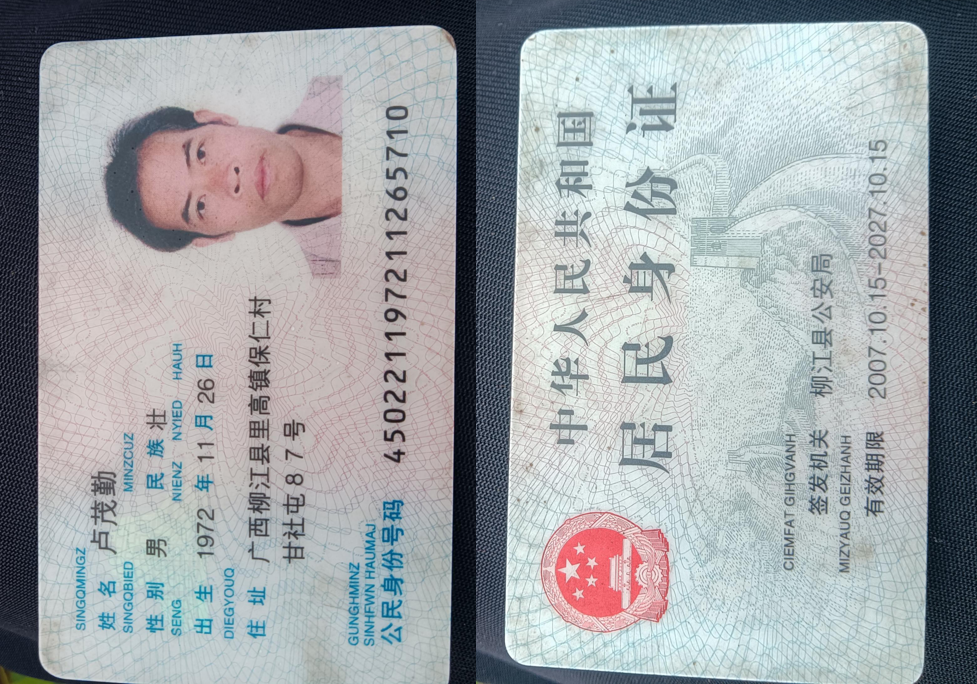 SINGQMINGZ
姓名 卢茂勤
SINGQBIED MINZCUZ
性别 男 民族 壮
SENG NIENZ NYIED HAUH
出生 1972 年 11 月 26 日
DIEGYOUQ
住址 广西柳江县里高镇保仁村
甘社屯87号
GUNGHMINZ
SINHFWN HAUMAJ
公民身份号码 450221197211265710
中华人民共和国
居民身份证
CIEMFAT GIHGVANH
签发机关 柳江县公安局
MIZYAUQ GEIZHANH
有效期限 2007.10.15-2027.10.15